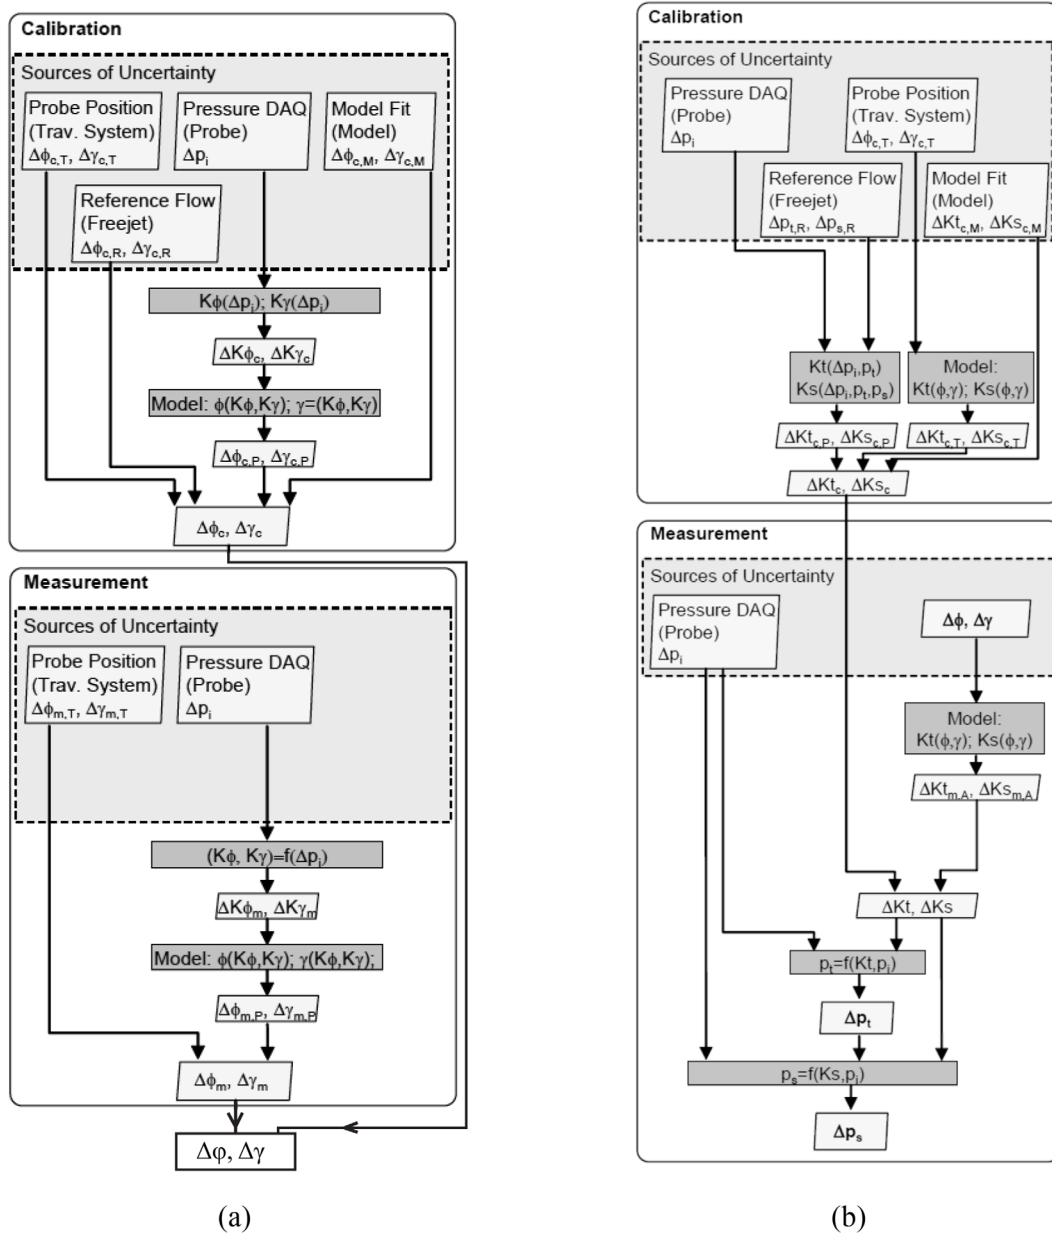 Calibration
Sources of Uncertainty
Probe Position
(Trav. System)
Δϕc,T, Δγc,T
Pressure DAQ
(Probe)
Δpi
Model Fit
(Model)
Δϕc,M, Δγc,M
Reference Flow
(Freejet)
Δϕc,R, Δγc,R
Kϕ(Δpi); Kγ(Δpi)
ΔKϕc, ΔKγc
Model: ϕ(Kϕ,Kγ); γ=(Kϕ,Kγ)
Δϕc,P, Δγc,P
Δϕc, Δγc
Measurement
Sources of Uncertainty
Probe Position
(Trav. System)
Δϕm,T, Δγm,T
Pressure DAQ
(Probe)
Δpi
(Kϕ, Kγ)=f(Δpi)
ΔKϕm, ΔKγm
Model: ϕ(Kϕ,Kγ); γ(Kϕ,Kγ);
Δϕm,P, Δγm,P
Δϕm, Δγm
Δφ, Δγ
(a)
Calibration
Sources of Uncertainty
Pressure DAQ
(Probe)
Δpi
Probe Position
(Trav. System)
Δϕc,T, Δγc,T
Reference Flow
(Freejet)
Δpt,R, Δps,R
Model Fit
(Model)
ΔKtc,M, ΔKsc,M
Kt(Δpi,pt)
Ks(Δpi,pt,ps)
Model:
Kt(ϕ,γ); Ks(ϕ,γ)
ΔKtc,P, ΔKsc,P
ΔKtc,T, ΔKsc,T
ΔKtc, ΔKsc
Measurement
Sources of Uncertainty
Pressure DAQ
(Probe)
Δpi
Δϕ, Δγ
Model:
Kt(ϕ,γ); Ks(ϕ,γ)
ΔKtm,A, ΔKsm,A
ΔKt, ΔKs
pt=f(Kt,pi)
Δpt
ps=f(Ks,pi)
Δps
(b)